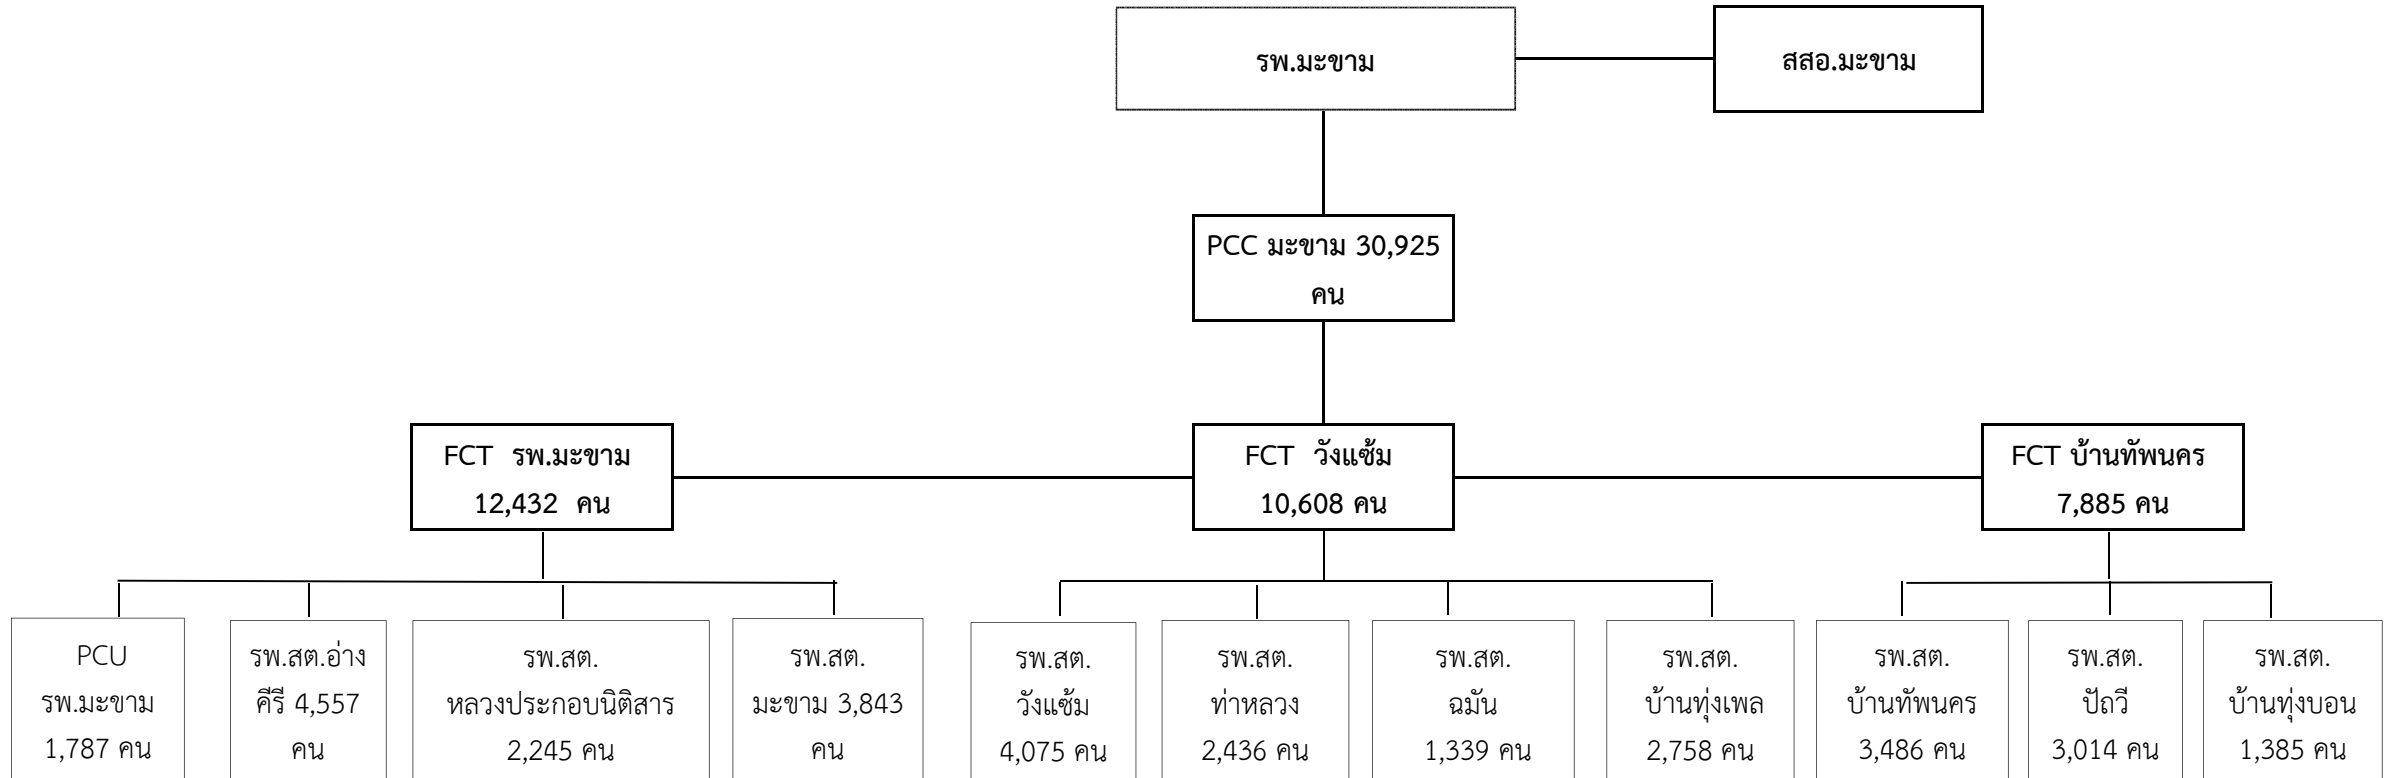 รพ.มะขาม
สสอ.มะขาม
PCC มะขาม 30,925
คน
FCT รพ.มะขาม
12,432 คน
FCT วังแซ้ม
10,608 คน
FCT บ้านทัพนคร
7,885 คน
PCU
รพ.มะขาม
1,787 คน
รพ.สต.อ่าง
คีรี 4,557
คน
รพ.สต.
หลวงประกอบนิติสาร
2,245 คน
รพ.สต.
มะขาม 3,843
คน
รพ.สต.
วังแซ้ม
4,075 คน
รพ.สต.
ท่าหลวง
2,436 คน
รพ.สต.
ฉมัน
1,339 คน
รพ.สต.
บ้านทุ่งเพล
2,758 คน
รพ.สต.
บ้านทัพนคร
3,486 คน
รพ.สต.
ปัถวี
3,014 คน
รพ.สต.
บ้านทุ่งบอน
1,385 คน